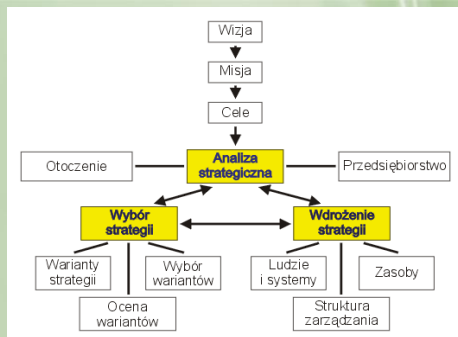 Wizja
Misja
Cele
Otoczenie
Analiza
strategiczna
Przedsiębiorstwo
Wybór
strategii
Wdrożenie
strategii
Warianty
strategii
Wybór
wariantów
Ludzie
i systemy
Zasoby
Ocena
wariantów
Struktura
zarządzania